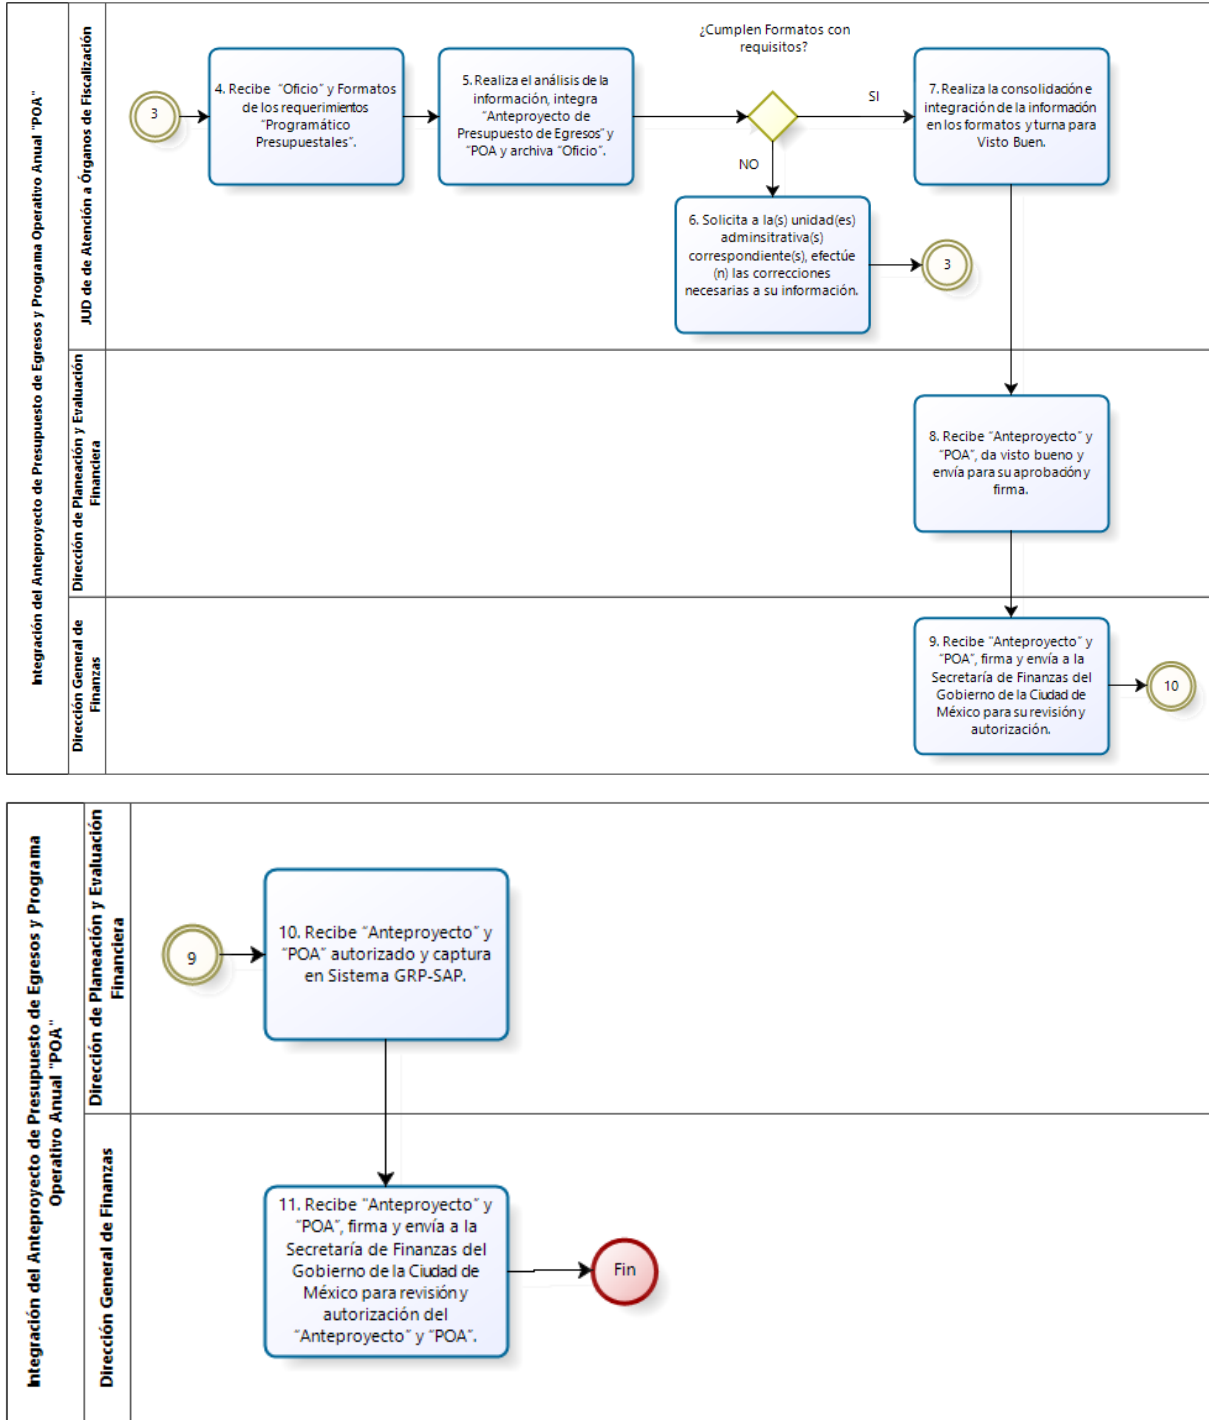 Integración del Anteproyecto de Presupuesto de Egresos y Programa Operativo Anual "POA"
JUD de Atención a Órganos de Fiscalización
3
4. Recibe “Oficio” y Formatos
de los requerimientos
“Programático
Presupuestales”.
5. Realiza el análisis de la
información, integra
“Anteproyecto de
Presupuesto de Egresos” y
“POA y archiva “Oficio”.
¿Cumplen Formatos con
requisitos?
SI
NO
6. Solicita a la(s) unidad(es)
adminsitrativa(s)
correspondiente(s), efectúe
(n) las correcciones
necesarias a su información.
3
7. Realiza la consolidación e
integración de la información
en los formatos y turna para
Visto Buen.
Dirección de Planeación y Evaluación
Financiera
8. Recibe “Anteproyecto” y
“POA”, da visto bueno y
envía para su aprobación y
firma.
Dirección General de
Finanzas
9. Recibe “Anteproyecto” y
“POA”, firma y envía a la
Secretaría de Finanzas del
Gobierno de la Ciudad de
México para su revisión y
autorización.
10
Integración del Anteproyecto de Presupuesto de Egresos y Programa
Operativo Anual "POA"
Dirección de Planeación y Evaluación
Financiera
9
10. Recibe “Anteproyecto” y
“POA” autorizado y captura
en Sistema GRP-SAP.
Dirección General de Finanzas
11. Recibe “Anteproyecto” y
“POA”, firma y envía a la
Secretaría de Finanzas del
Gobierno de la Ciudad de
México para revisión y
autorización del
“Anteproyecto” y “POA”.
Fin